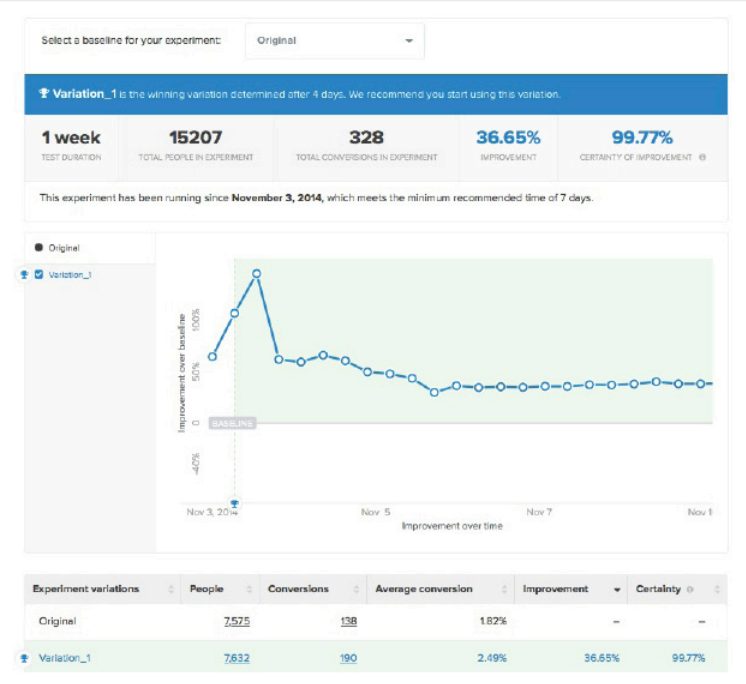 Select a baseline for your experiment: Original
Variation_1 is the winning variation determined after 4 days. We recommend you start using this variation.
1 week 15207 328 36.65% 99.77%
TEST DURATION TOTAL PEOPLE IN EXPERIMENT TOTAL CONVERSIONS IN EXPERIMENT IMPROVEMENT CERTAINTY OF IMPROVEMENT
This experiment has been running since November 3, 2014, which meets the minimum recommended time of 7 days.
Original
Variation_1
Improvement over baseline
100%
50%
0
BASELINE
-40%
Nov 3, 2014 Nov 5 Nov 7 Nov 1
Improvement over time
Experiment variations People Conversions Average conversion Improvement Certainty
Original 7,575 138 1.82% – –
Variation_1 7,632 190 2.49% 36.65% 99.77%